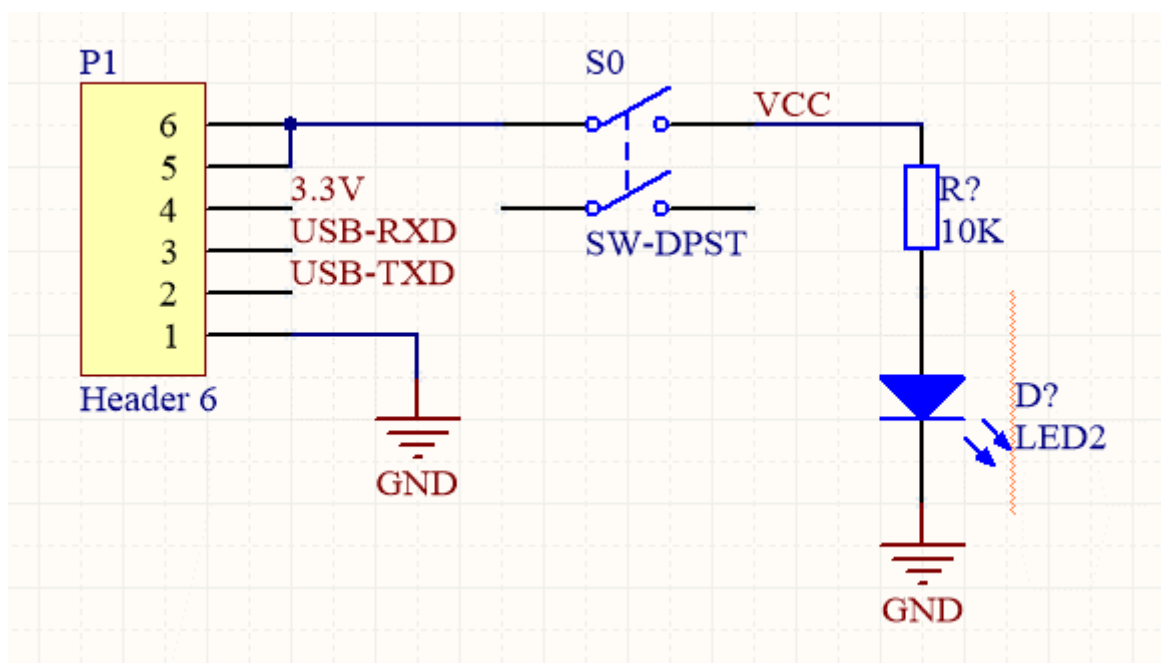 P1
6
5
4
3
2
1
Header 6
3.3V
USB-RXD
USB-TXD
GND
S0
SW-DPST
VCC
R?
10K
D?
LED2
GND